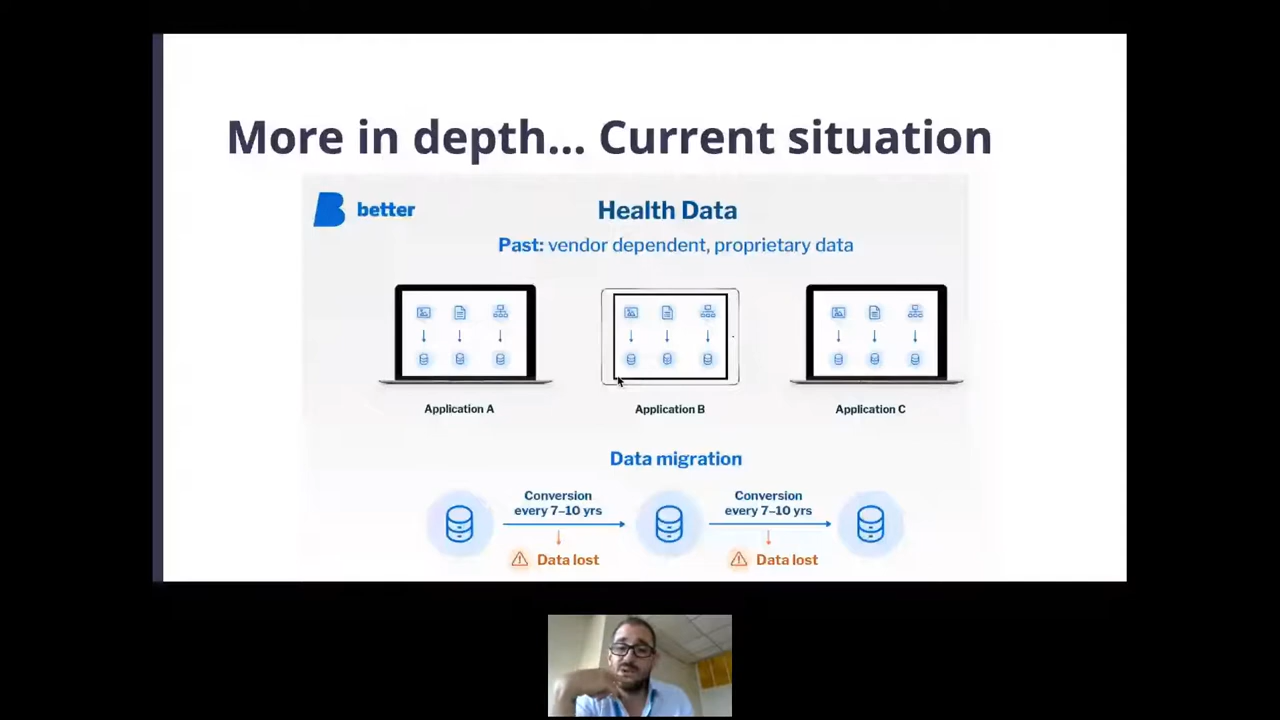 More in depth... Current situation
better
Health Data
Past: vendor dependent, proprietary data
Application A
Application B
Application C
Data migration
Conversion
every 7–10 yrs
Conversion
every 7–10 yrs
Data lost
Data lost